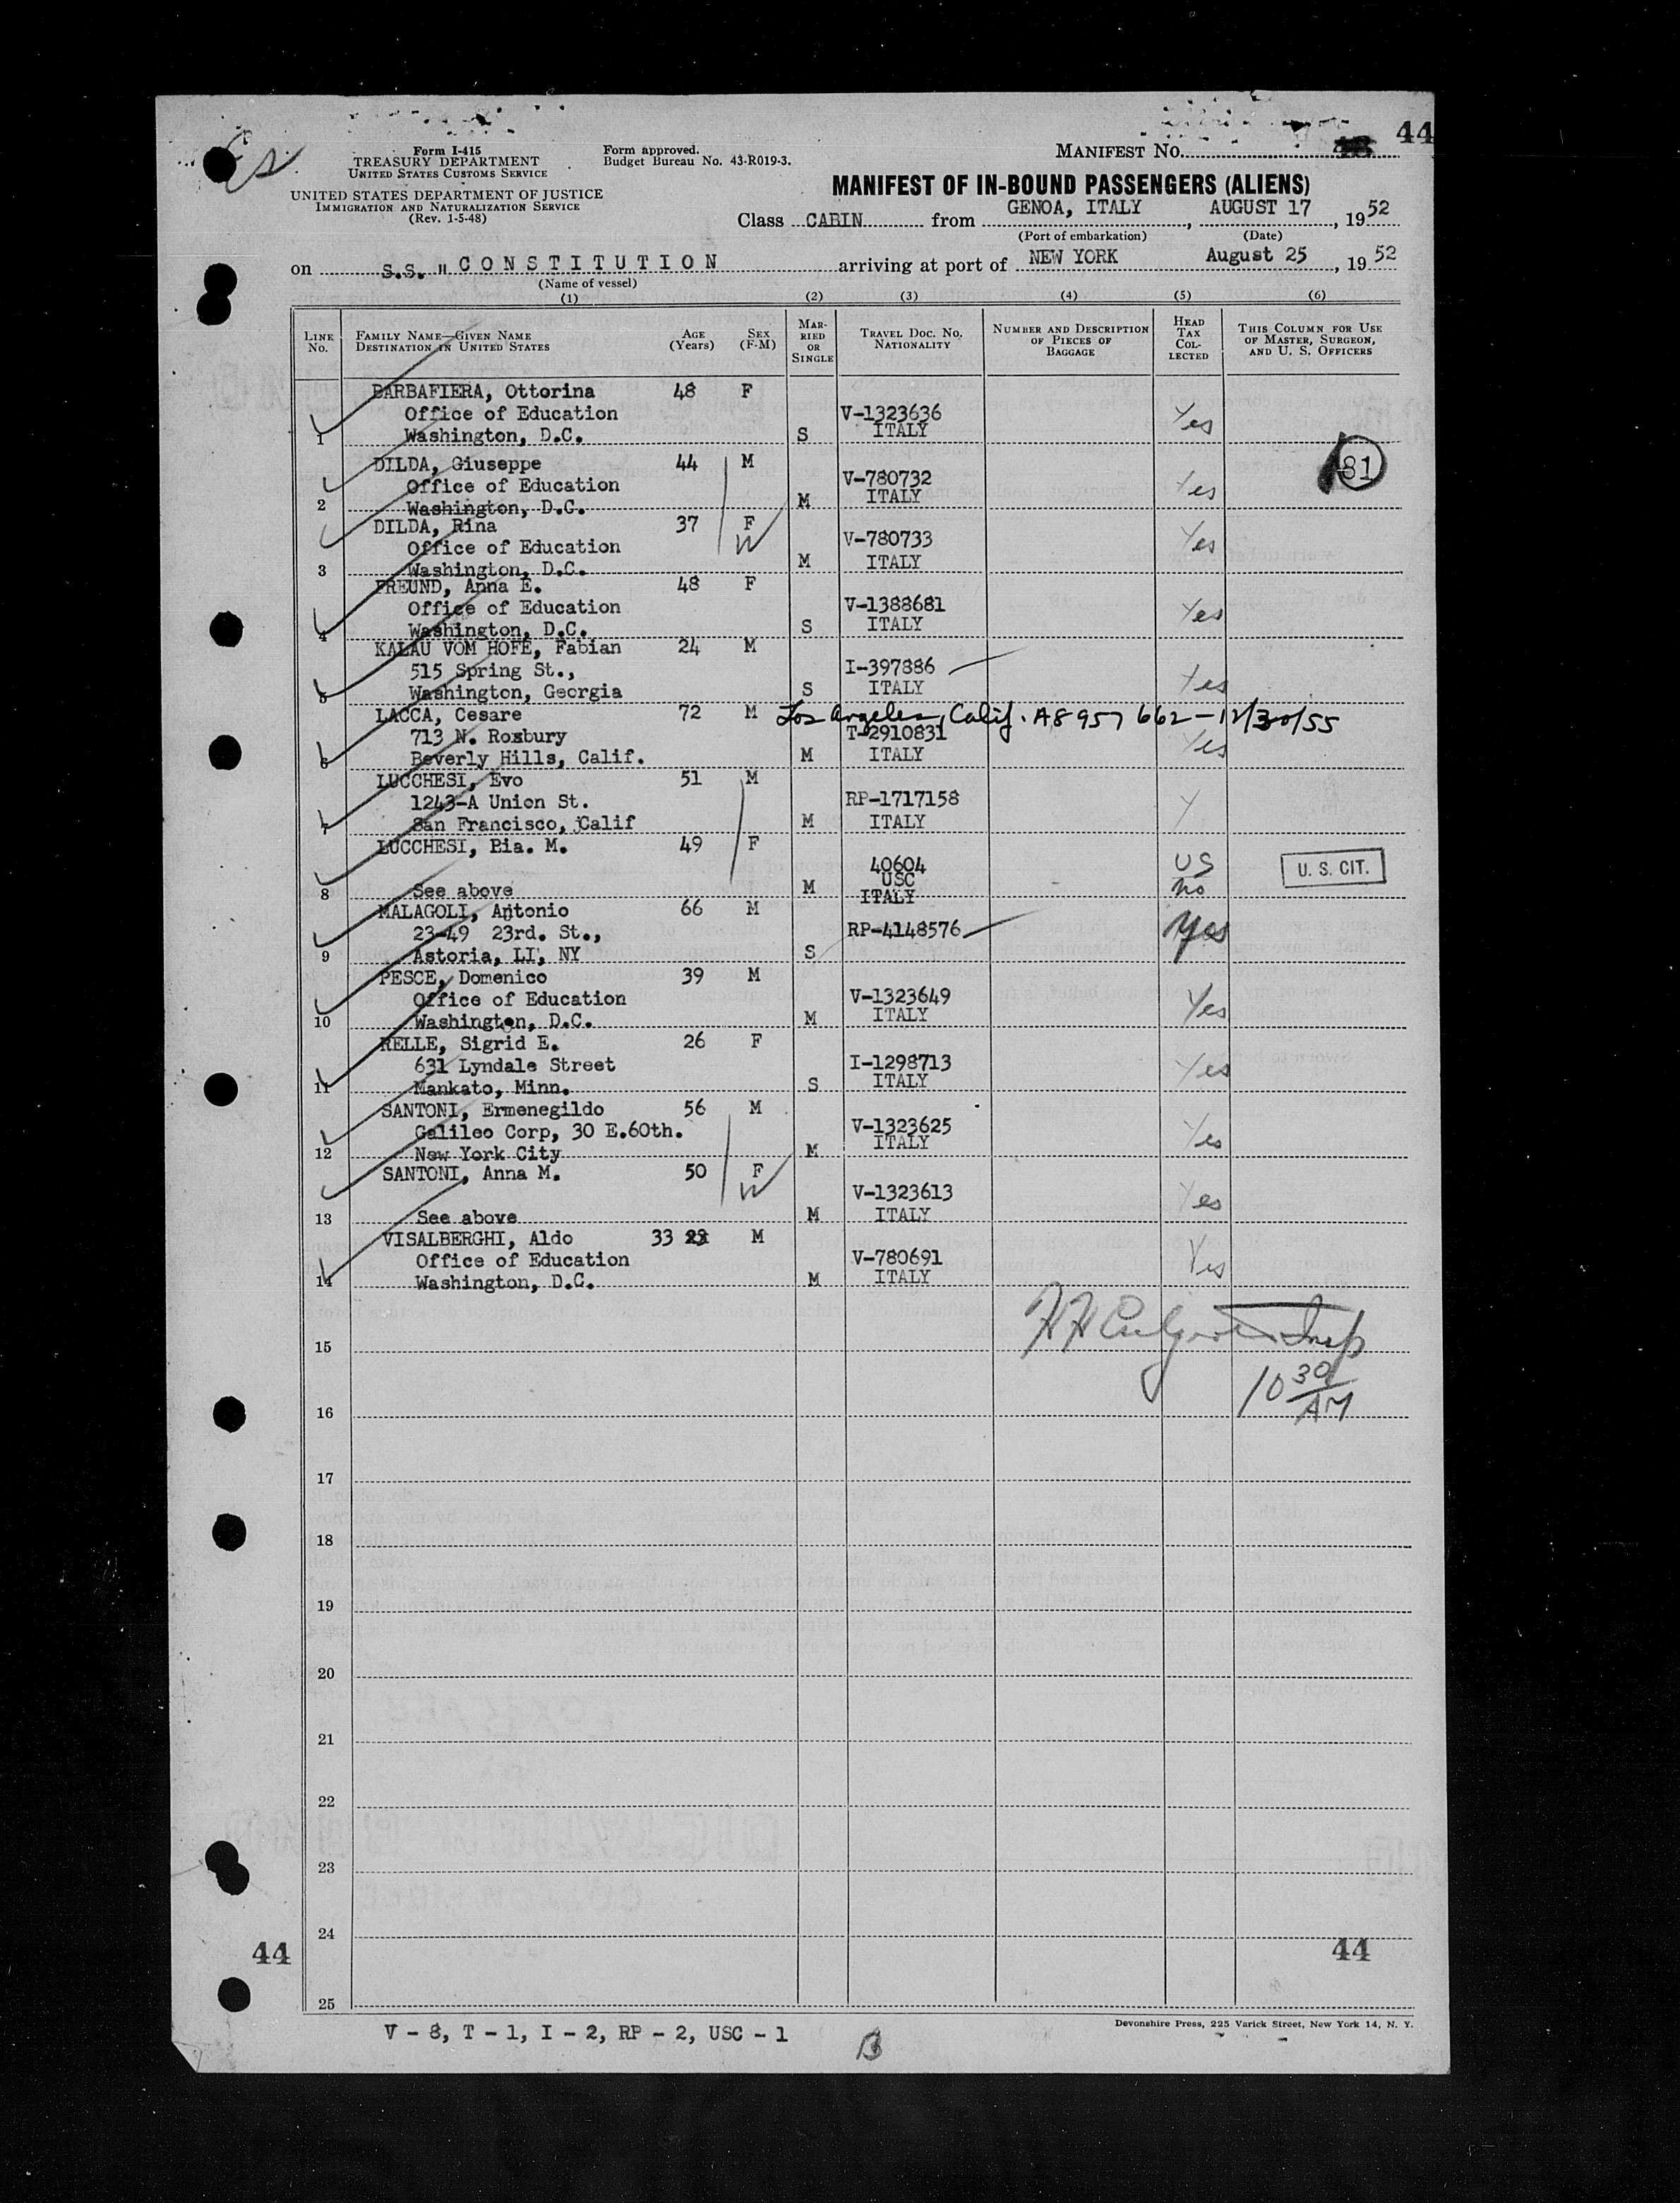 44
Form I-415
TREASURY DEPARTMENT
UNITED STATES CUSTOMS SERVICE
Form approved.
Budget Bureau No. 43-R019-3.
MANIFEST No.
UNITED STATES DEPARTMENT OF JUSTICE
IMMIGRATION AND NATURALIZATION SERVICE
(Rev. 1-5-48)
MANIFEST OF IN-BOUND PASSENGERS (ALIENS)
Class CABIN from GENOA, ITALY, AUGUST 17, 1952
(Port of embarkation) (Date)
on S.S. "CONSTITUTION arriving at port of NEW YORK August 25, 1952
(Name of vessel)
(1) (2) (3) (4) (5) (6)
LINE No. FAMILY NAME—GIVEN NAME DESTINATION IN UNITED STATES AGE (Years) SEX (F-M) MARRIED OR SINGLE TRAVEL DOC. NO. NATIONALITY NUMBER AND DESCRIPTION OF PIECES OF BAGGAGE HEAD TAX COLLECTED THIS COLUMN FOR USE OF MASTER, SURGEON, AND U. S. OFFICERS
BARBAFIERA, Ottorina 48 F
Office of Education V-1323636 Yes
1 Washington, D.C. S ITALY
DILDA, Giuseppe 44 M 81
Office of Education V-780732 Yes
2 Washington, D.C. M ITALY
DILDA, Rina 37 F W
Office of Education V-780733 Yes
3 Washington, D.C. M ITALY
FREUND, Anna E. 48 F
Office of Education V-1388681 Yes
4 Washington, D.C. S ITALY
KALAU VOM HOFE, Fabian 24 M
515 Spring St., I-397886
5 Washington, Georgia S ITALY Yes
LACCA, Cesare 72 M Los Angeles, Calif. A8 957 662 - 12/30/55
713 N. Roxbury T-2910831 Yes
6 Beverly Hills, Calif. M ITALY
LUCCHESI, Evo 51 M
1243-A Union St. RP-1717158 Y
7 San Francisco, Calif M ITALY
LUCCHESI, Pia. M. 49 F
40604 US U. S. CIT.
USC no
8 See above M ITALY
MALAGOLI, Antonio 66 M
23-49 23rd. St., RP-4148576 Yes
9 Astoria, LI, NY S
PESCE, Domenico 39 M
Office of Education V-1323649 Yes
10 Washington, D.C. M ITALY
RELLE, Sigrid E. 26 F
631 Lyndale Street I-1298713 Yes
11 Mankato, Minn. S ITALY
SANTONI, Ermenegildo 56 M
Galileo Corp, 30 E.60th. V-1323625 Yes
12 New York City M ITALY
SANTONI, Anna M. 50 F W
V-1323613 Yes
13 See above M ITALY
VISALBERGHI, Aldo 33 M
Office of Education V-780691 Yes
14 Washington, D.C. M ITALY
15
10 30 AM
16
17
18
19
20
21
22
23
24
44 44
25
V - 8, T - 1, I - 2, RP - 2, USC - 1
Devonshire Press, 225 Varick Street, New York 14, N. Y.